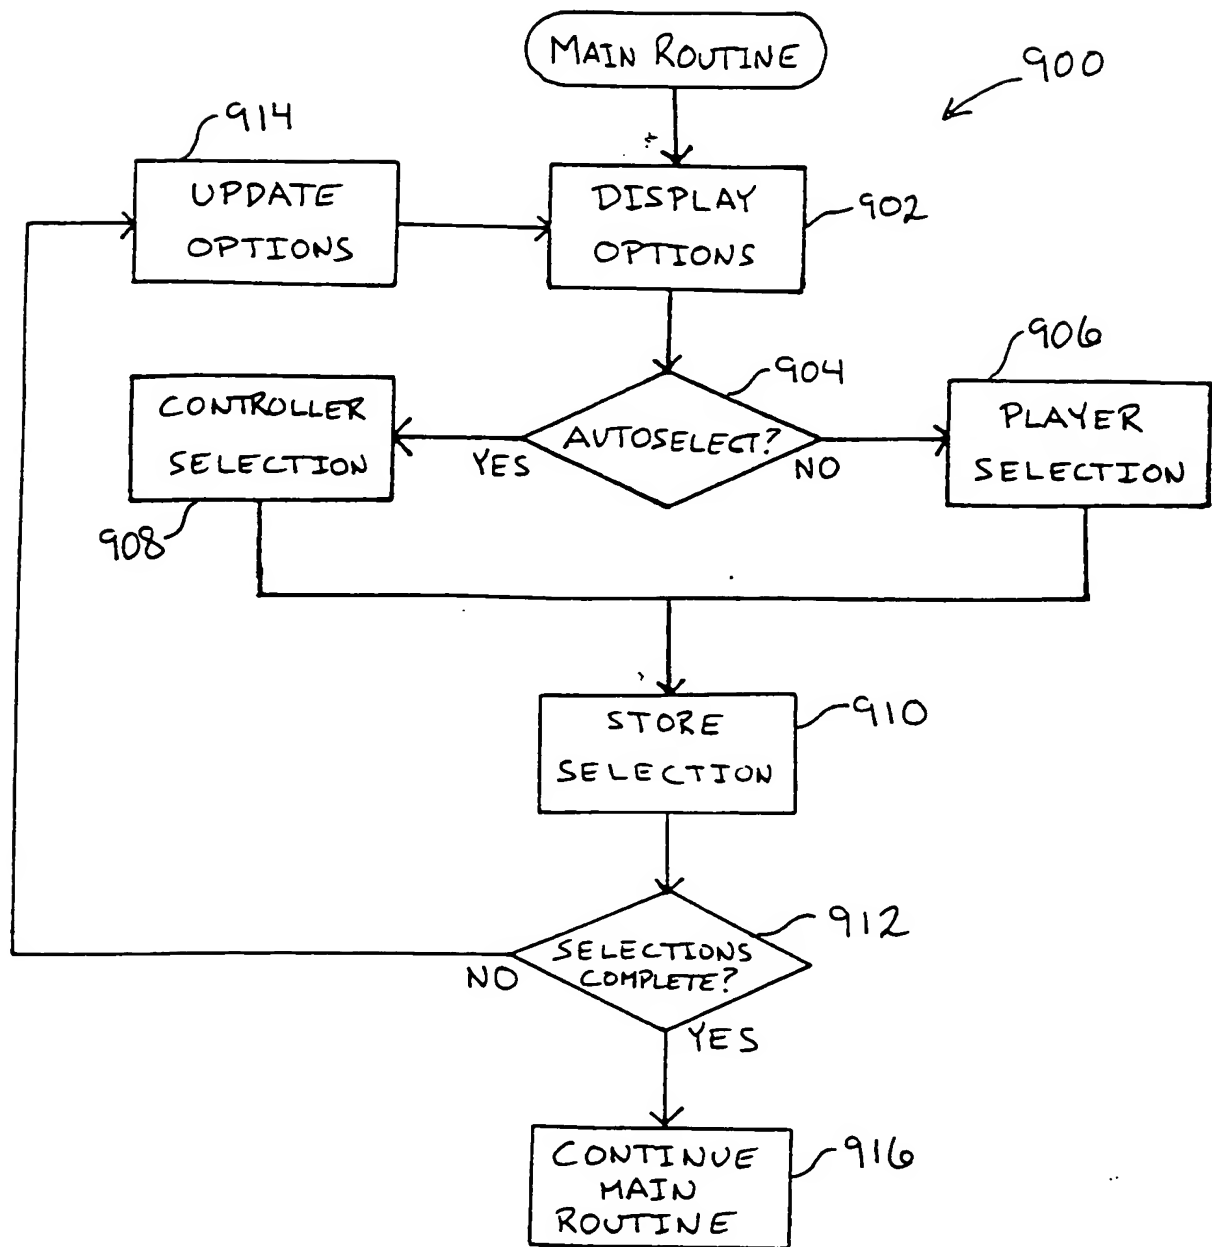 MAIN ROUTINE
900
914
UPDATE
OPTIONS
DISPLAY
OPTIONS
902
904
906
CONTROLLER
SELECTION
AUTOSELECT?
YES
NO
PLAYER
SELECTION
908
STORE
SELECTION
910
912
SELECTIONS
COMPLETE?
NO
YES
CONTINUE
MAIN
ROUTINE
916